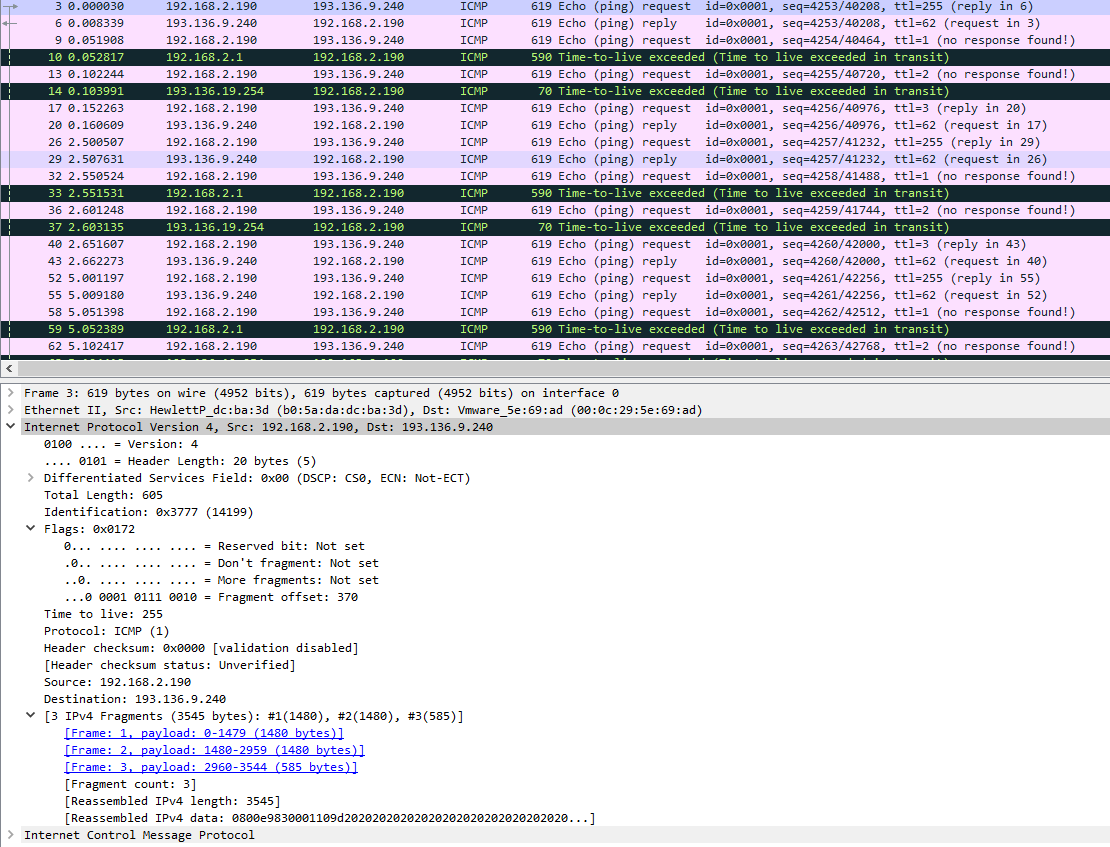 3 0.000030 192.168.2.190 193.136.9.240 ICMP 619 Echo (ping) request id=0x0001, seq=4253/40208, ttl=255 (reply in 6)
6 0.008339 193.136.9.240 192.168.2.190 ICMP 619 Echo (ping) reply id=0x0001, seq=4253/40208, ttl=62 (request in 3)
9 0.051908 192.168.2.190 193.136.9.240 ICMP 619 Echo (ping) request id=0x0001, seq=4254/40464, ttl=1 (no response found!)
10 0.052817 192.168.2.1 192.168.2.190 ICMP 590 Time-to-live exceeded (Time to live exceeded in transit)
13 0.102244 192.168.2.190 193.136.9.240 ICMP 619 Echo (ping) request id=0x0001, seq=4255/40720, ttl=2 (no response found!)
14 0.103991 193.136.19.254 192.168.2.190 ICMP 70 Time-to-live exceeded (Time to live exceeded in transit)
17 0.152263 192.168.2.190 193.136.9.240 ICMP 619 Echo (ping) request id=0x0001, seq=4256/40976, ttl=3 (reply in 20)
20 0.160609 193.136.9.240 192.168.2.190 ICMP 619 Echo (ping) reply id=0x0001, seq=4256/40976, ttl=62 (request in 17)
26 2.500507 192.168.2.190 193.136.9.240 ICMP 619 Echo (ping) request id=0x0001, seq=4257/41232, ttl=255 (reply in 29)
29 2.507631 193.136.9.240 192.168.2.190 ICMP 619 Echo (ping) reply id=0x0001, seq=4257/41232, ttl=62 (request in 26)
32 2.550524 192.168.2.190 193.136.9.240 ICMP 619 Echo (ping) request id=0x0001, seq=4258/41488, ttl=1 (no response found!)
33 2.551531 192.168.2.1 192.168.2.190 ICMP 590 Time-to-live exceeded (Time to live exceeded in transit)
36 2.601248 192.168.2.190 193.136.9.240 ICMP 619 Echo (ping) request id=0x0001, seq=4259/41744, ttl=2 (no response found!)
37 2.603135 193.136.19.254 192.168.2.190 ICMP 70 Time-to-live exceeded (Time to live exceeded in transit)
40 2.651607 192.168.2.190 193.136.9.240 ICMP 619 Echo (ping) request id=0x0001, seq=4260/42000, ttl=3 (reply in 43)
43 2.662273 193.136.9.240 192.168.2.190 ICMP 619 Echo (ping) reply id=0x0001, seq=4260/42000, ttl=62 (request in 40)
52 5.001197 192.168.2.190 193.136.9.240 ICMP 619 Echo (ping) request id=0x0001, seq=4261/42256, ttl=255 (reply in 55)
55 5.009180 193.136.9.240 192.168.2.190 ICMP 619 Echo (ping) reply id=0x0001, seq=4261/42256, ttl=62 (request in 52)
58 5.051398 192.168.2.190 193.136.9.240 ICMP 619 Echo (ping) request id=0x0001, seq=4262/42512, ttl=1 (no response found!)
59 5.052389 192.168.2.1 192.168.2.190 ICMP 590 Time-to-live exceeded (Time to live exceeded in transit)
62 5.102417 192.168.2.190 193.136.9.240 ICMP 619 Echo (ping) request id=0x0001, seq=4263/42768, ttl=2 (no response found!)
Frame 3: 619 bytes on wire (4952 bits), 619 bytes captured (4952 bits) on interface 0
Ethernet II, Src: HewlettP_dc:ba:3d (b0:5a:da:dc:ba:3d), Dst: Vmware_5e:69:ad (00:0c:29:5e:69:ad)
Internet Protocol Version 4, Src: 192.168.2.190, Dst: 193.136.9.240
0100 .... = Version: 4
.... 0101 = Header Length: 20 bytes (5)
Differentiated Services Field: 0x00 (DSCP: CS0, ECN: Not-ECT)
Total Length: 605
Identification: 0x3777 (14199)
Flags: 0x0172
0... .... .... .... = Reserved bit: Not set
.0.. .... .... .... = Don't fragment: Not set
..0. .... .... .... = More fragments: Not set
...0 0001 0111 0010 = Fragment offset: 370
Time to live: 255
Protocol: ICMP (1)
Header checksum: 0x0000 [validation disabled]
[Header checksum status: Unverified]
Source: 192.168.2.190
Destination: 193.136.9.240
[3 IPv4 Fragments (3545 bytes): #1(1480), #2(1480), #3(585)]
[Frame: 1, payload: 0-1479 (1480 bytes)]
[Frame: 2, payload: 1480-2959 (1480 bytes)]
[Frame: 3, payload: 2960-3544 (585 bytes)]
[Fragment count: 3]
[Reassembled IPv4 length: 3545]
[Reassembled IPv4 data: 0800e9830001109d20202020202020202020202020202020...]
Internet Control Message Protocol